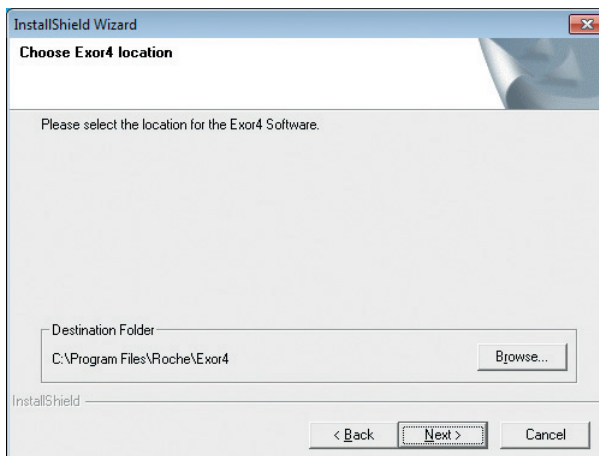 InstallShield Wizard
Choose Exor4 location
Please select the location for the Exor4 Software.
Destination Folder
C:\Program Files\Roche\Exor4
Browse...
InstallShield
< Back Next > Cancel